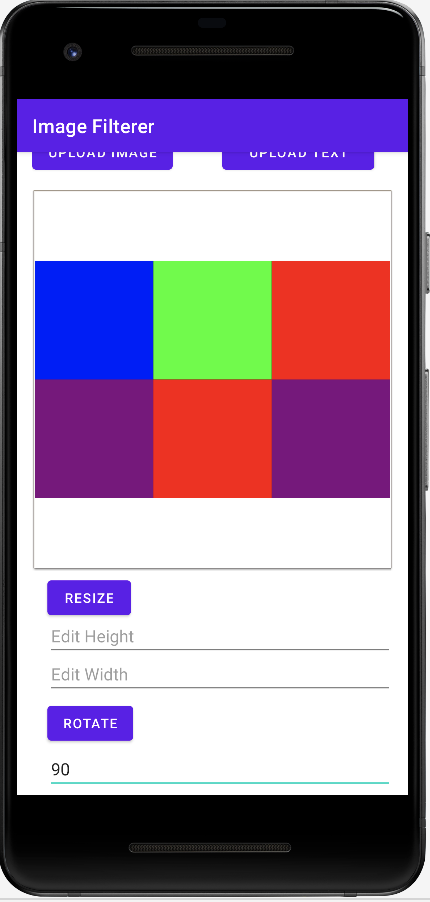 Image Filterer
UPLOAD IMAGE
UPLOAD TEXT
RESIZE
Edit Height
Edit Width
ROTATE
90